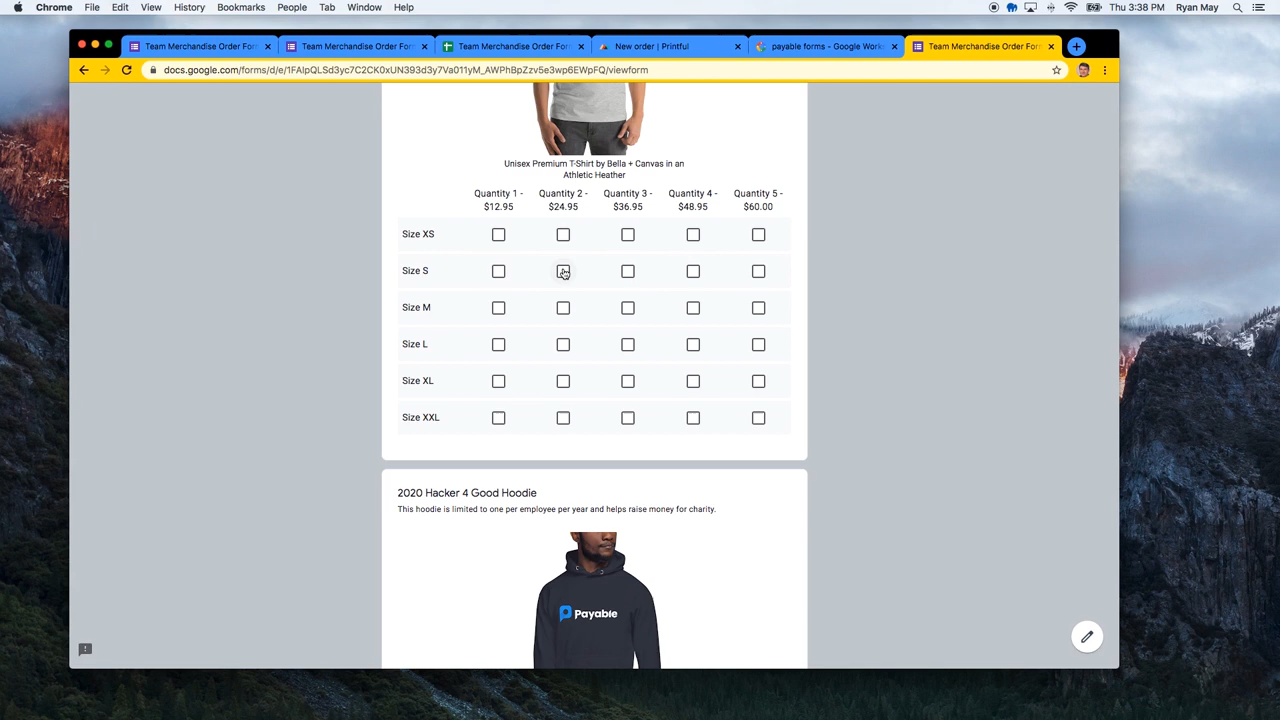 Chrome File Edit View History Bookmarks People Tab Window Help Thu 3:38 PM Ryan May
Team Merchandise Order Form Team Merchandise Order Form Team Merchandise Order Form New order | Printful payable forms - Google Works Team Merchandise Order Form
docs.google.com/forms/d/e/1FAIpQLSd3yc7C2CK0xUN393d3y7Va011yM_AWPhBpZzv5e3wp6EWpFQ/viewform
Unisex Premium T-Shirt by Bella + Canvas in an
Athletic Heather
Quantity 1 - Quantity 2 - Quantity 3 - Quantity 4 - Quantity 5 -
$12.95 $24.95 $36.95 $48.95 $60.00
Size XS
Size S
Size M
Size L
Size XL
Size XXL
2020 Hacker 4 Good Hoodie
This hoodie is limited to one per employee per year and helps raise money for charity.
Payable